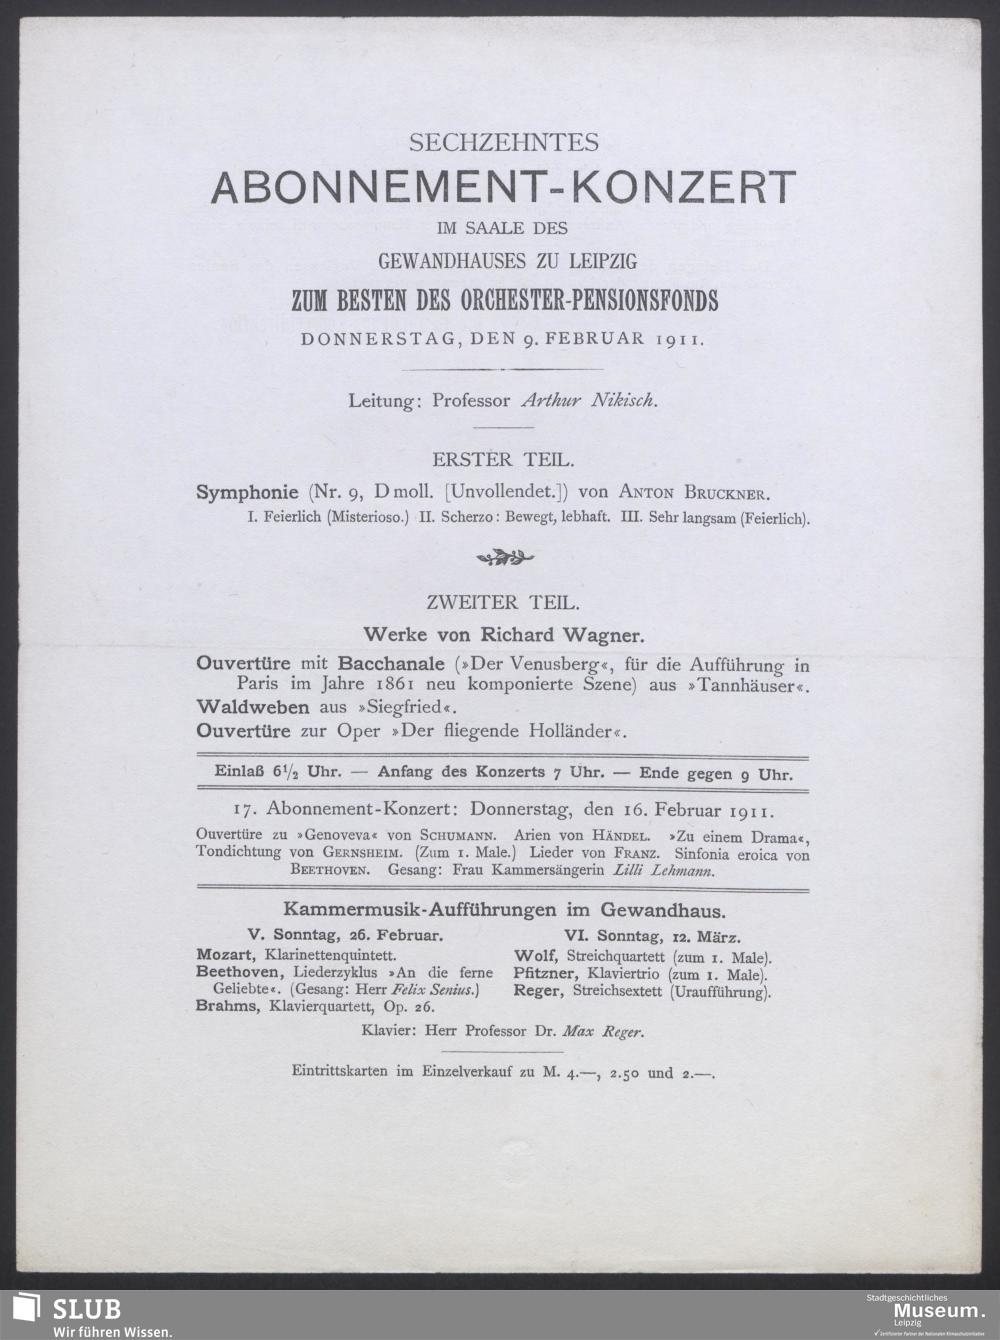 SECHZEHNTES
ABONNEMENT-KONZERT
IM SAALE DES
GEWANDHAUSES ZU LEIPZIG
ZUM BESTEN DES ORCHESTER-PENSIONSFONDS
DONNERSTAG, DEN 9. FEBRUAR 1911.
Leitung: Professor Arthur Nikisch.
ERSTER TEIL.
Symphonie (Nr. 9, D moll. [Unvollendet.]) von ANTON BRUCKNER.
I. Feierlich (Misterioso.) II. Scherzo: Bewegt, lebhaft. III. Sehr langsam (Feierlich).
ZWEITER TEIL.
Werke von Richard Wagner.
Ouvertüre mit Bacchanale (»Der Venusberg«, für die Aufführung in
Paris im Jahre 1861 neu komponierte Szene) aus »Tannhäuser«.
Waldweben aus »Siegfried«.
Ouvertüre zur Oper »Der fliegende Holländer«.
Einlaß 6½ Uhr. — Anfang des Konzerts 7 Uhr. — Ende gegen 9 Uhr.
17. Abonnement-Konzert: Donnerstag, den 16. Februar 1911.
Ouvertüre zu »Genoveva« von SCHUMANN. Arien von HÄNDEL. »Zu einem Drama«,
Tondichtung von GERNSHEIM. (Zum 1. Male.) Lieder von FRANZ. Sinfonia eroica von
BEETHOVEN. Gesang: Frau Kammersängerin Lilli Lehmann.
Kammermusik-Aufführungen im Gewandhaus.
V. Sonntag, 26. Februar.
Mozart, Klarinettenquintett.
Beethoven, Liederzyklus »An die ferne
Geliebte«. (Gesang: Herr Felix Senius.)
Brahms, Klavierquartett, Op. 26.
VI. Sonntag, 12. März.
Wolf, Streichquartett (zum 1. Male).
Pfitzner, Klaviertrio (zum 1. Male).
Reger, Streichsextett (Uraufführung).
Klavier: Herr Professor Dr. Max Reger.
Eintrittskarten im Einzelverkauf zu M. 4.—, 2.50 und 2.—.
SLUB
Wir führen Wissen.
Stadtgeschichtliches
Museum.
Leipzig
Zertifizierter Partner der Nationalen Klimaschutzinitiative